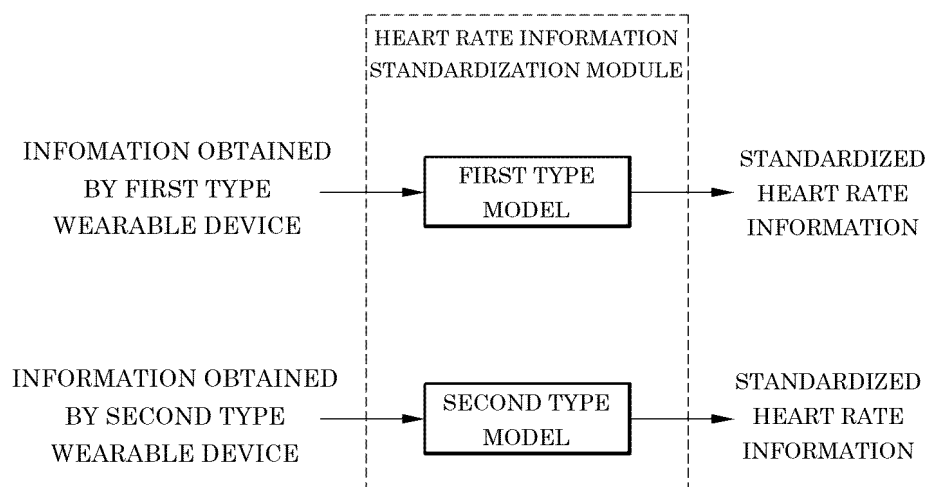 HEART RATE INFORMATION
STANDARDIZATION MODULE
INFOMATION OBTAINED
BY FIRST TYPE
WEARABLE DEVICE
FIRST TYPE
MODEL
STANDARDIZED
HEART RATE
INFORMATION
INFORMATION OBTAINED
BY SECOND TYPE
WEARABLE DEVICE
SECOND TYPE
MODEL
STANDARDIZED
HEART RATE
INFORMATION